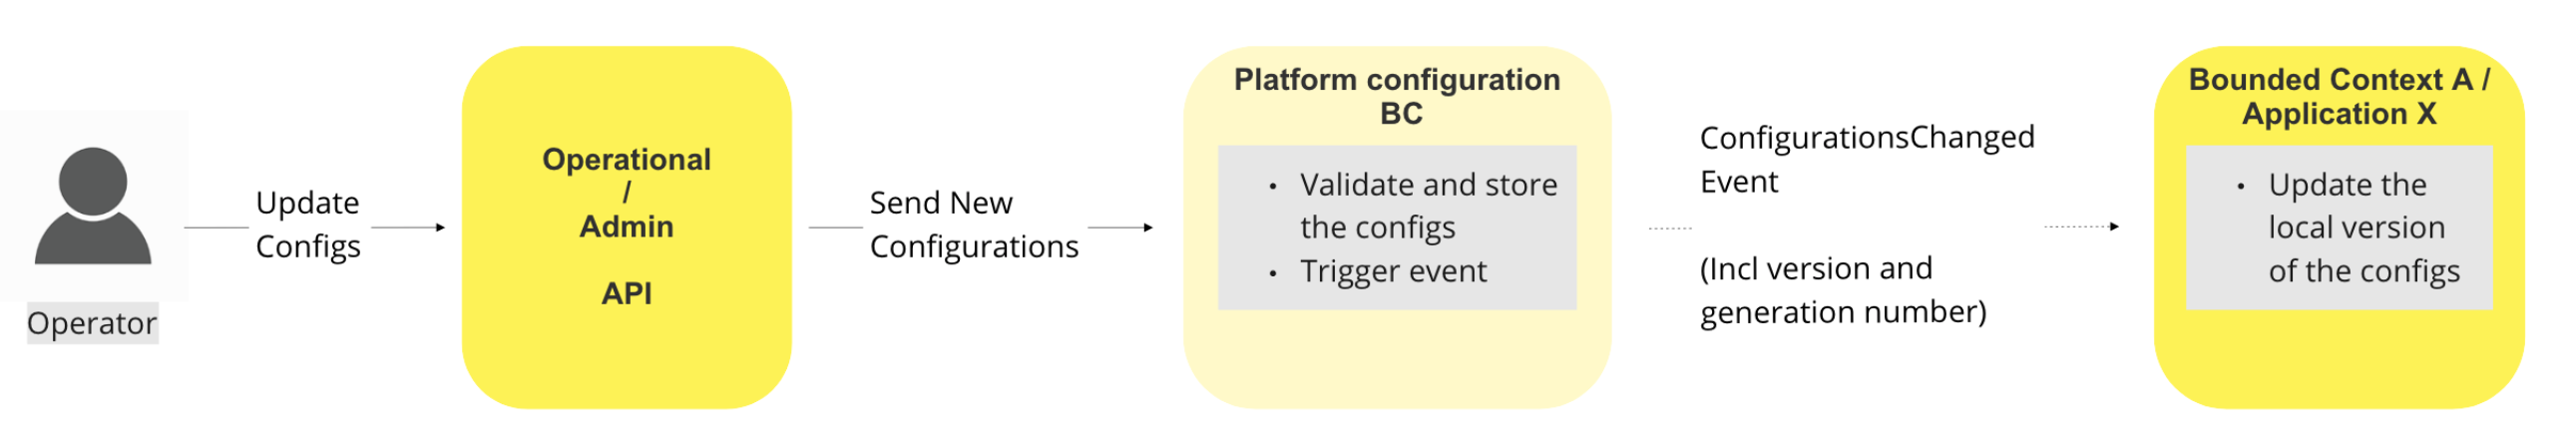 Operator
Update
Configs
Operational
/
Admin
API
Send New
Configurations
Platform configuration
BC
• Validate and store
the configs
• Trigger event
ConfigurationsChanged
Event
(Incl version and
generation number)
Bounded Context A /
Application X
• Update the
local version
of the configs